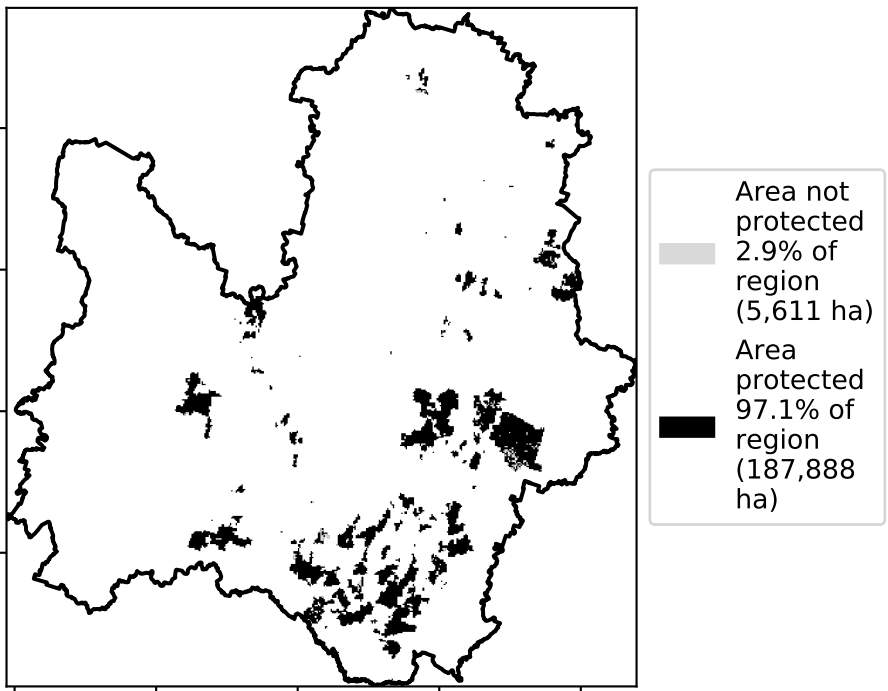 Area not
protected
2.9% of
region
(5,611 ha)
Area
protected
97.1% of
region
(187,888
ha)